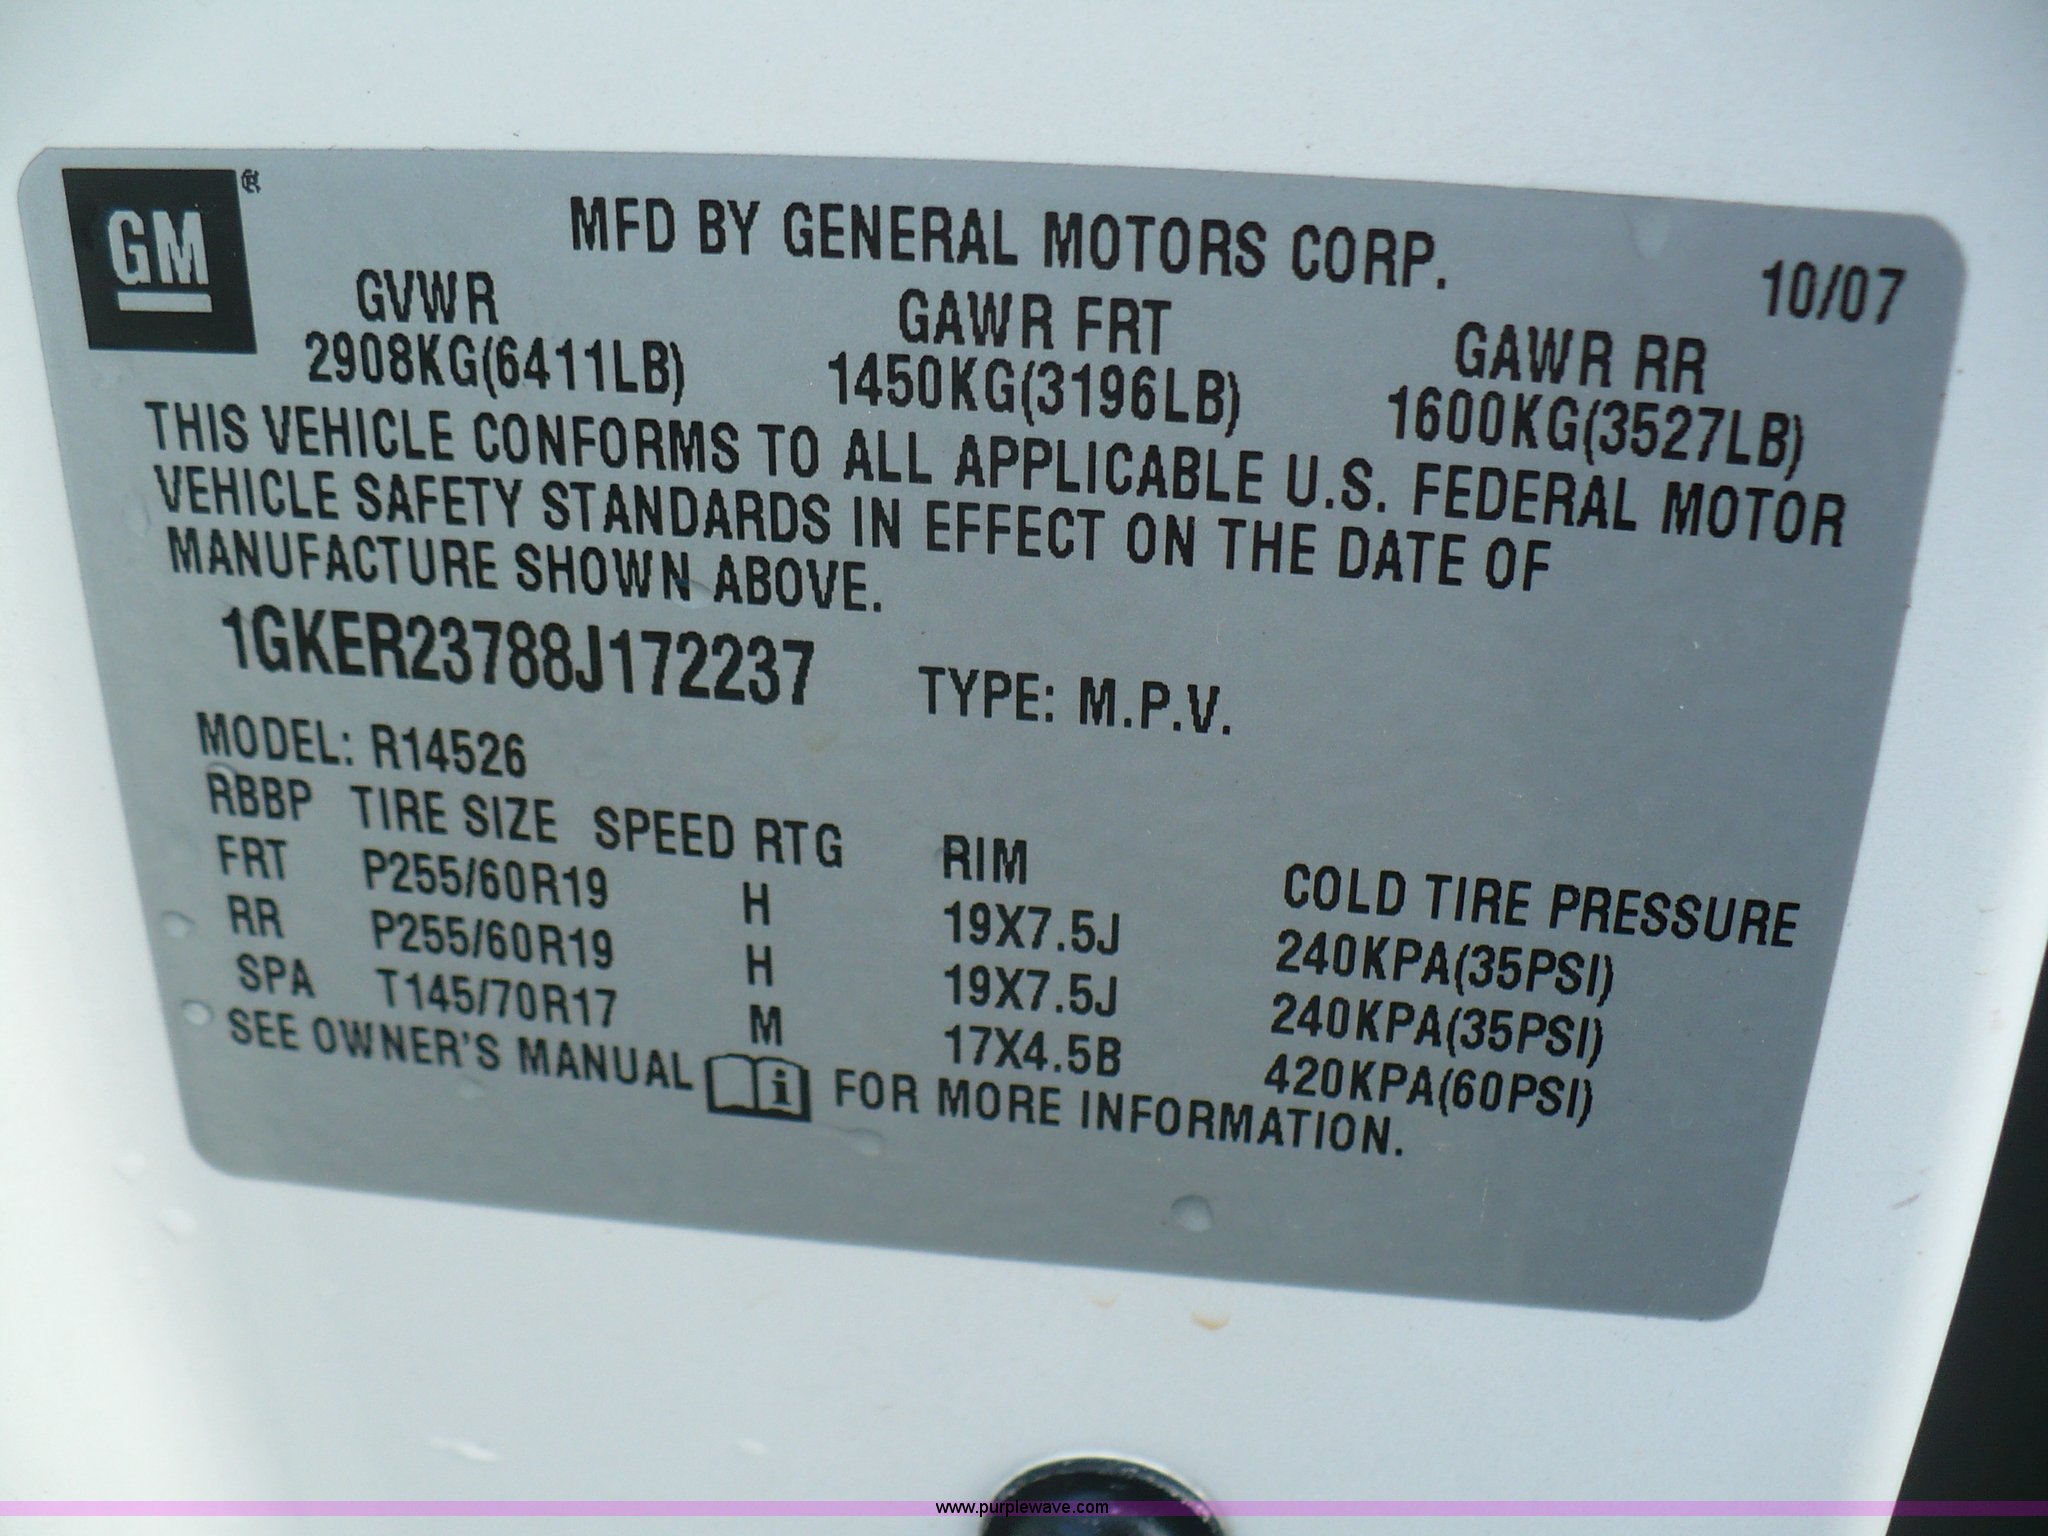 GM ®
MFD BY GENERAL MOTORS CORP.
10/07
GVWR GAWR FRT GAWR RR
2908KG(6411LB) 1450KG(3196LB) 1600KG(3527LB)
THIS VEHICLE CONFORMS TO ALL APPLICABLE U.S. FEDERAL MOTOR
VEHICLE SAFETY STANDARDS IN EFFECT ON THE DATE OF
MANUFACTURE SHOWN ABOVE.
1GKER23788J172237 TYPE: M.P.V.
MODEL: R14526
RBBP TIRE SIZE SPEED RTG RIM COLD TIRE PRESSURE
FRT P255/60R19 H 19X7.5J 240KPA(35PSI)
RR P255/60R19 H 19X7.5J 240KPA(35PSI)
SPA T145/70R17 M 17X4.5B 420KPA(60PSI)
SEE OWNER'S MANUAL i FOR MORE INFORMATION.
www.purplewave.com